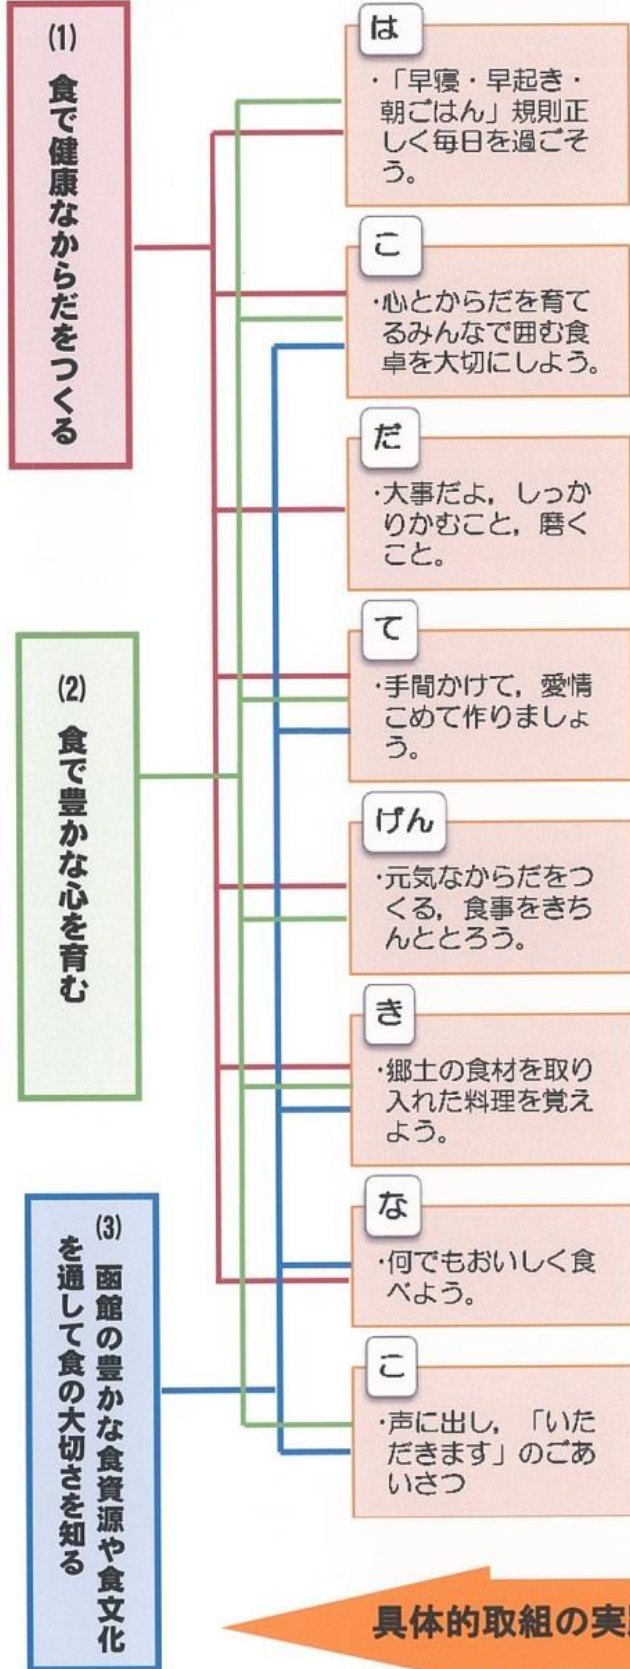 (1) 食で健康なからだをつくる
(2) 食で豊かな心を育む
(3) 函館の豊かな食資源や食文化
を通して食の大切さを知る
は
・「早寝・早起き・
朝ごはん」規則正
しく毎日を過ごそ
う。
こ
・心とからだを育て
るみんなで囲む食
卓を大切にしよう。
だ
・大事だよ，しっか
りかむこと，磨く
こと。
て
・手間かけて，愛情
こめて作りましょ
う。
げん
・元気なからだをつ
くる，食事をきち
んととろう。
き
・郷土の食材を取り
入れた料理を覚え
よう。
な
・何でもおいしく食
べよう。
こ
・声に出し，「いた
だきます」のごあ
いさつ
具体的取組の実